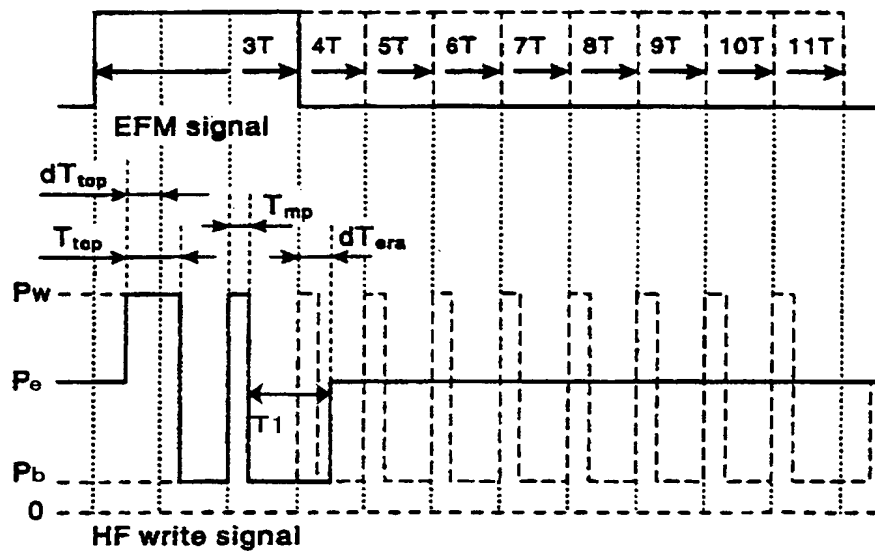 3T 4T 5T 6T 7T 8T 9T 10T 11T
EFM signal
dTtop
Tmp
Ttop
dTera
Pw
Pe
T1
Pb
0
HF write signal